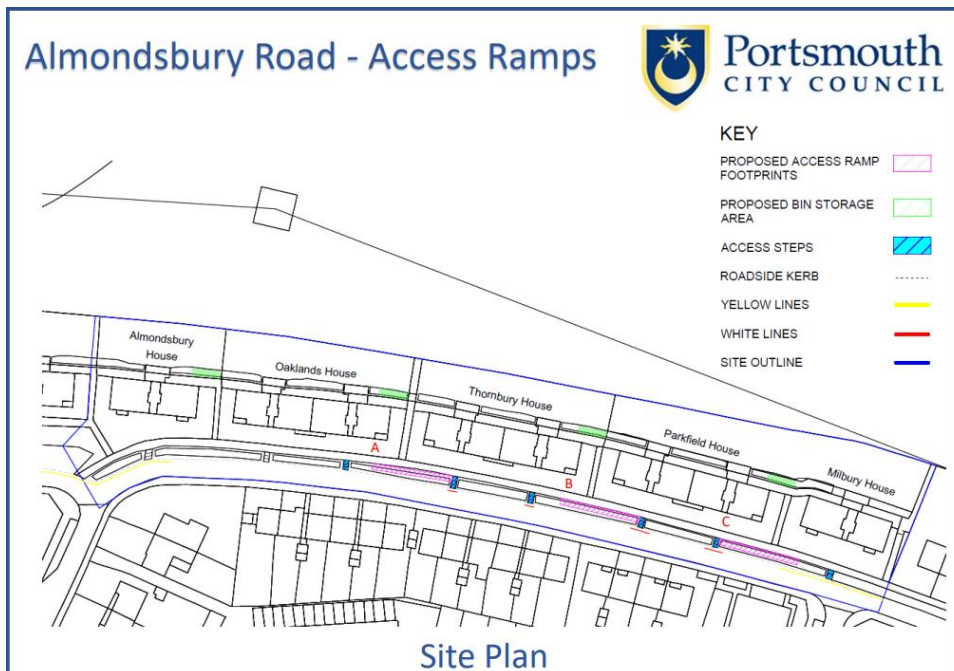 Almondsbury Road - Access Ramps
Portsmouth
CITY COUNCIL
KEY
PROPOSED ACCESS RAMP
FOOTPRINTS
PROPOSED BIN STORAGE
AREA
ACCESS STEPS
ROADSIDE KERB
YELLOW LINES
WHITE LINES
SITE OUTLINE
Almondsbury
House
Oaklands House
Thornbury House
Parkfield House
Milbury House
A
B
C
Site Plan